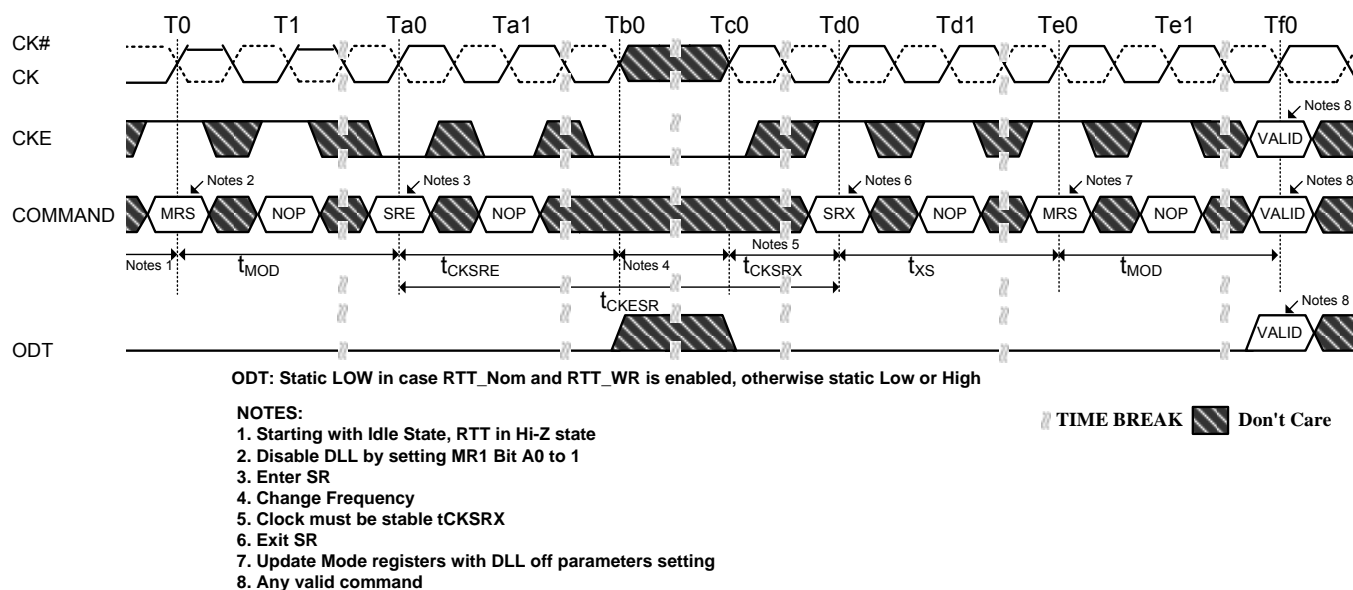 T0 T1 Ta0 Ta1 Tb0 Tc0 Td0 Td1 Te0 Te1 Tf0
CK#
CK
Notes 8
CKE
VALID
Notes 2 Notes 3 Notes 6 Notes 7 Notes 8
COMMAND MRS NOP SRE NOP SRX NOP MRS NOP VALID
Notes 5
Notes 1 tMOD tCKSRE Notes 4 tCKSRX tXS tMOD
tCKESR
Notes 8
VALID
ODT
ODT: Static LOW in case RTT_Nom and RTT_WR is enabled, otherwise static Low or High
NOTES:
1. Starting with Idle State, RTT in Hi-Z state
2. Disable DLL by setting MR1 Bit A0 to 1
3. Enter SR
4. Change Frequency
5. Clock must be stable tCKSRX
6. Exit SR
7. Update Mode registers with DLL off parameters setting
8. Any valid command
TIME BREAK Don't Care